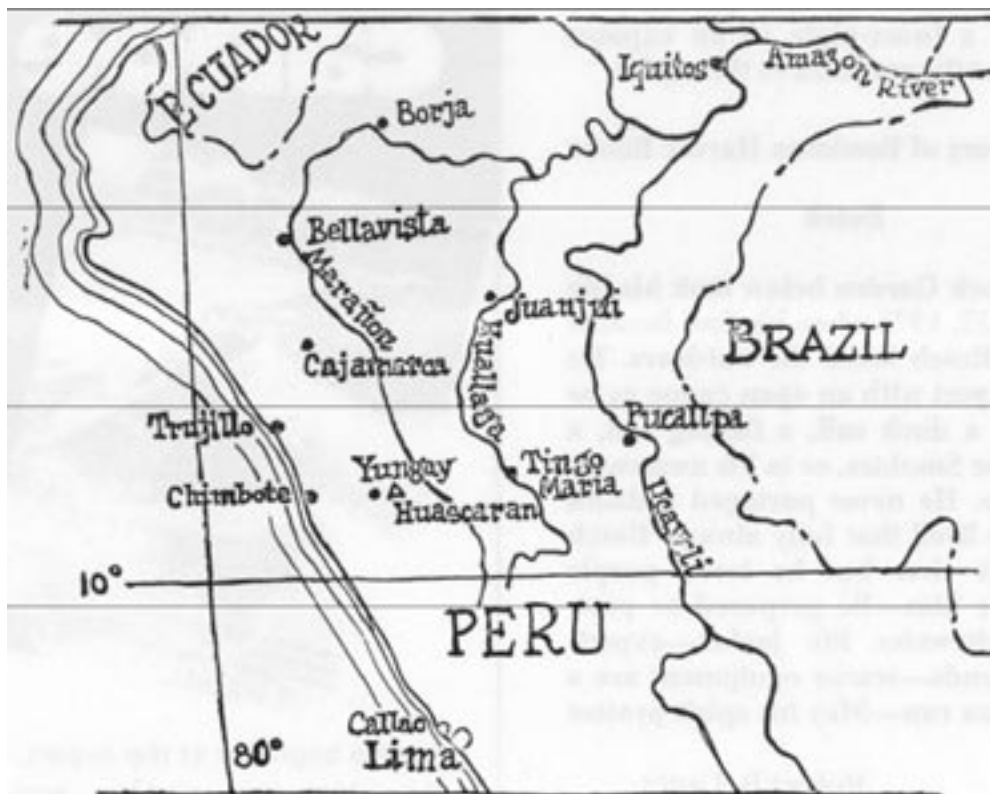 ECUADOR
Iquitos
Amazon River
Borja
Bellavista
Marañon
Juanjui
Huallaga
BRAZIL
Cajamarca
Trujillo
Pucallpa
Yungay
Tingo
Maria
Chimbote
Huascaran
Ucayali
10°
PERU
Callao
Lima
80°